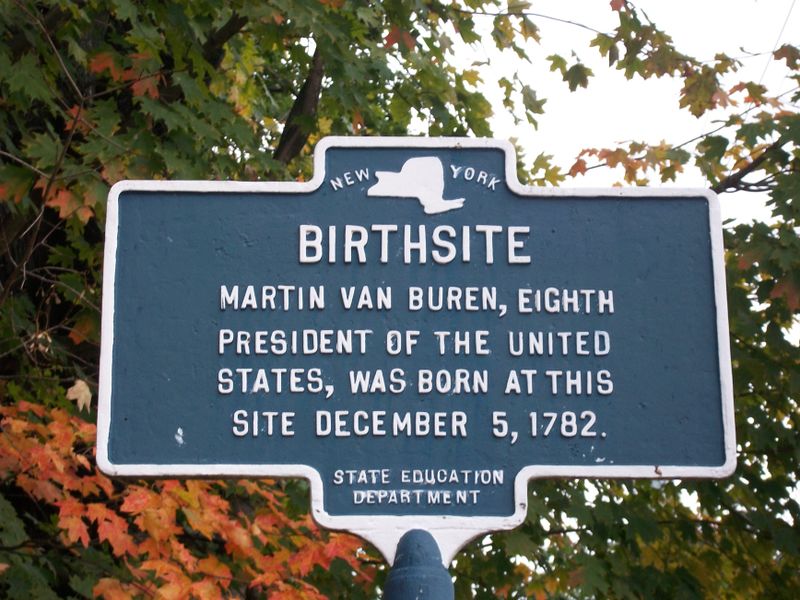 NEW YORK
BIRTHSITE
MARTIN VAN BUREN, EIGHTH
PRESIDENT OF THE UNITED
STATES, WAS BORN AT THIS
SITE DECEMBER 5, 1782.
STATE EDUCATION
DEPARTMENT